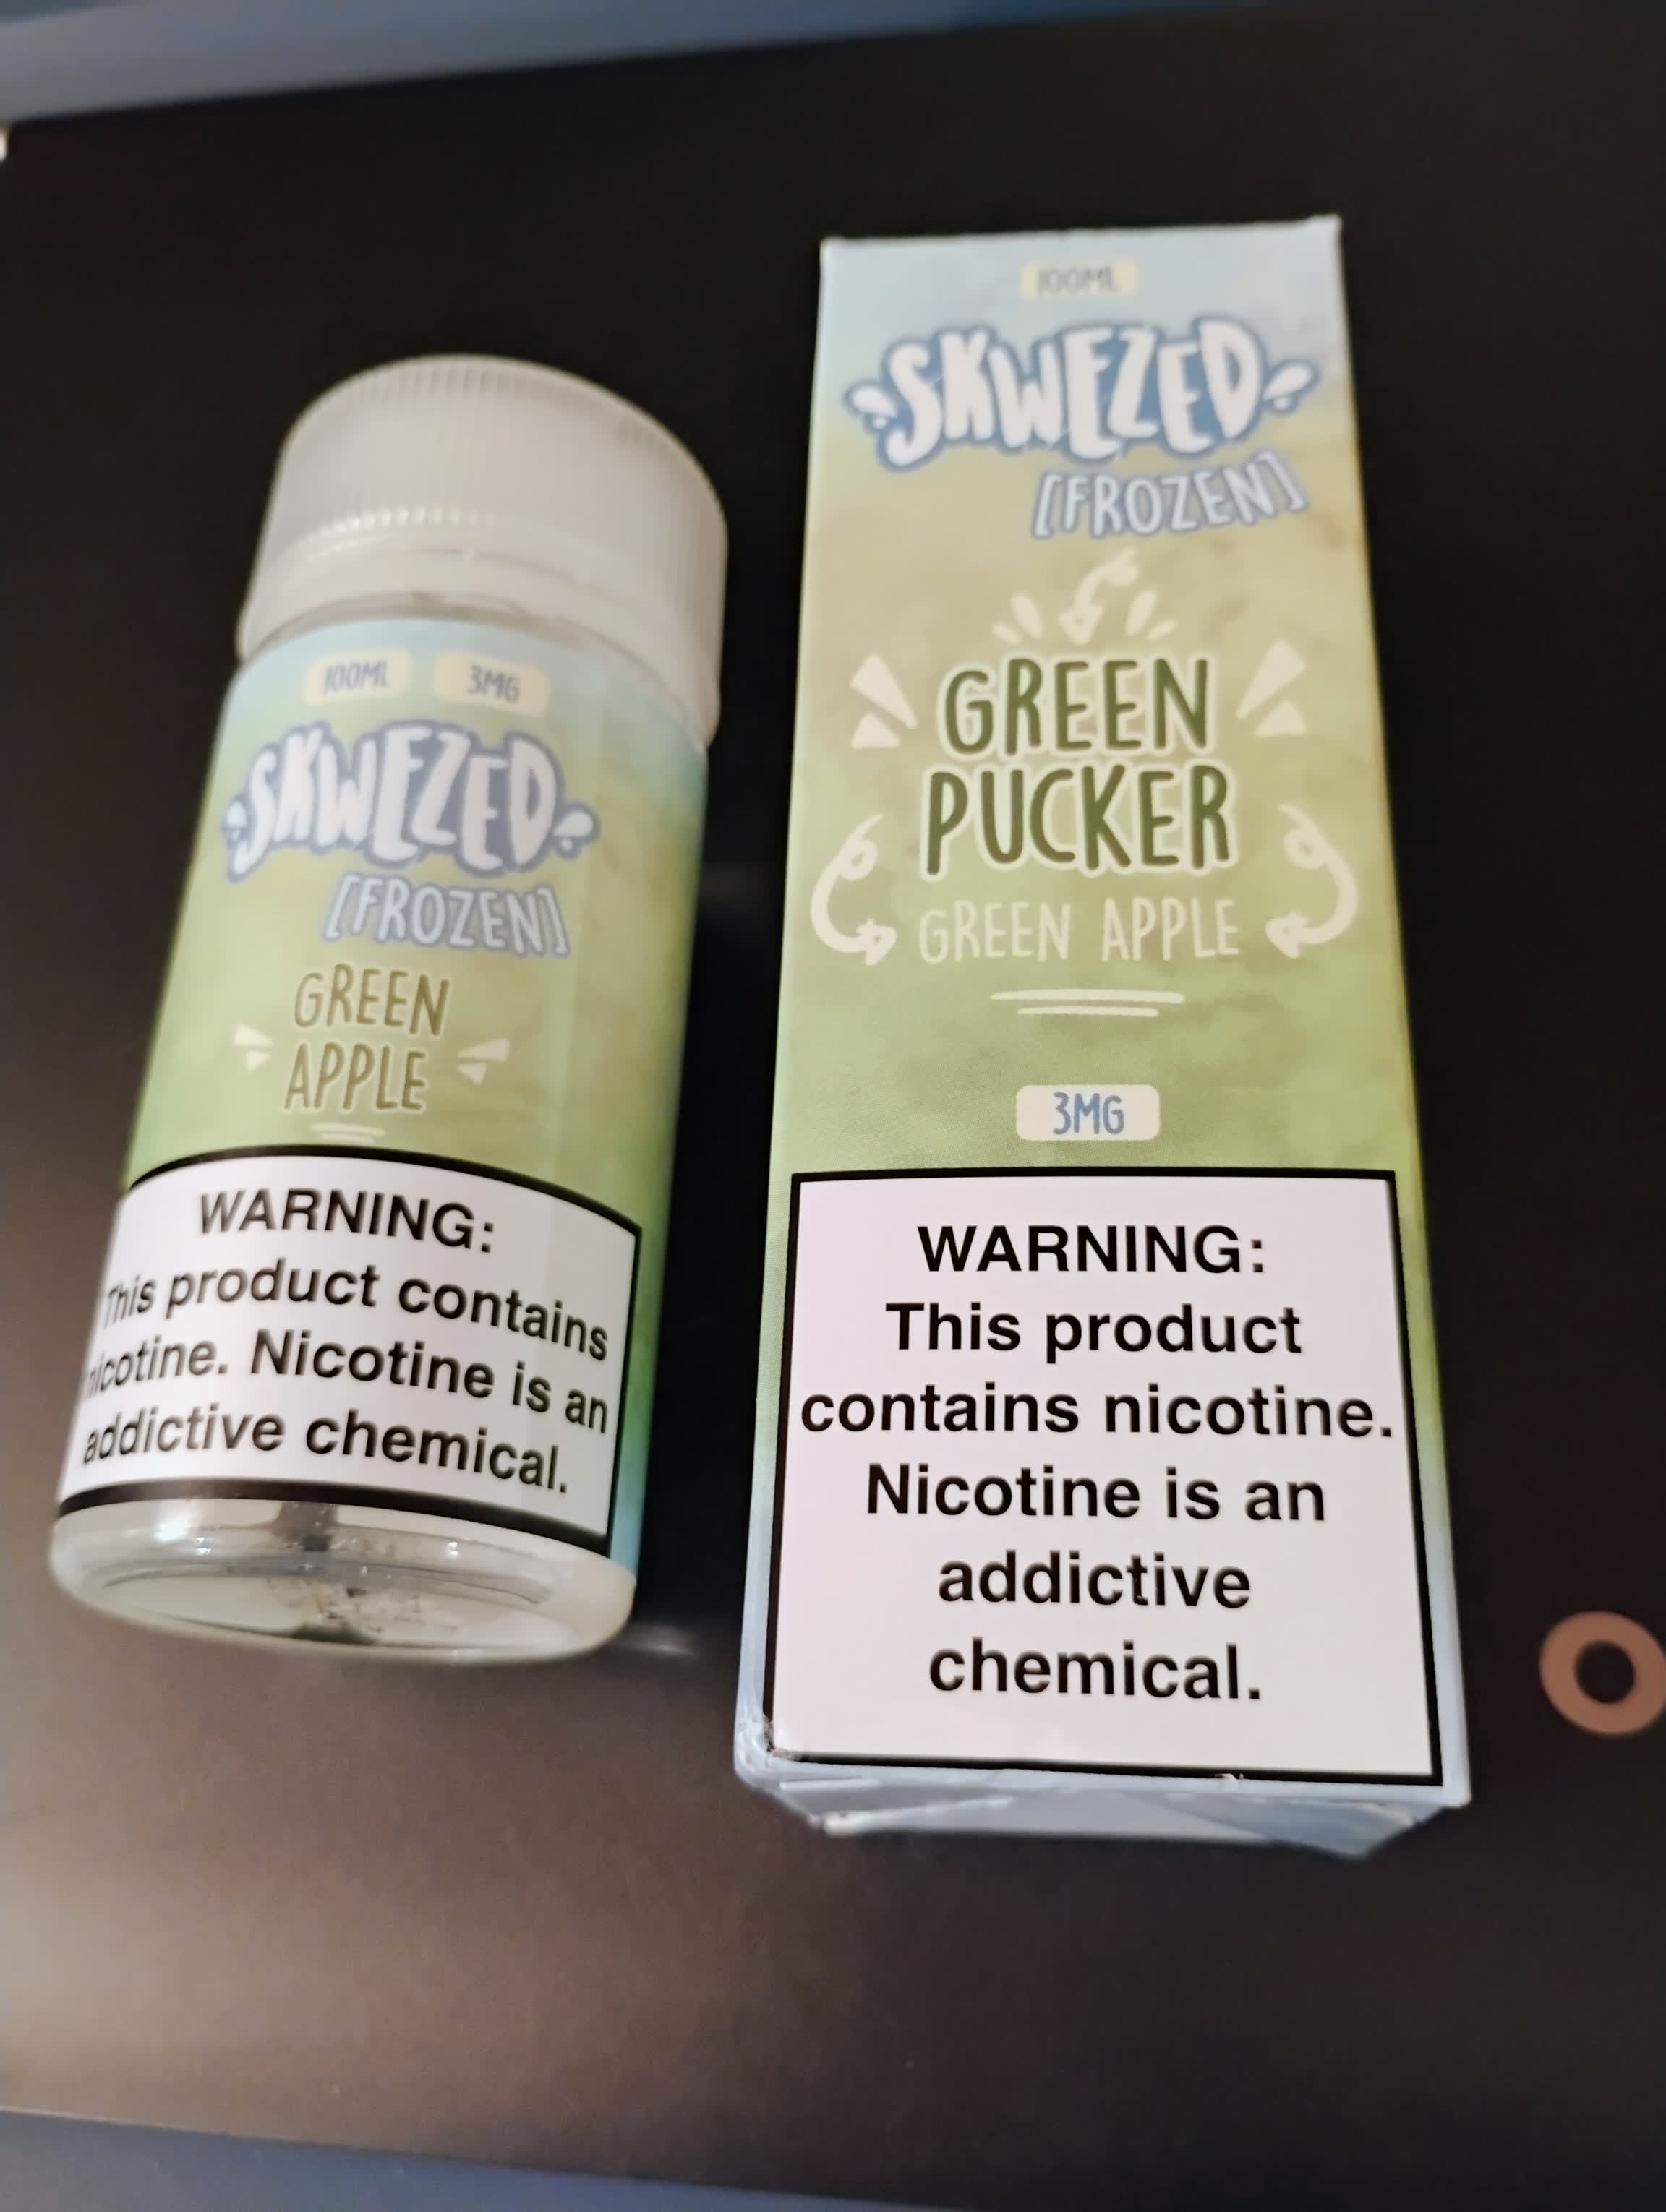 100ML 3MG
SKWEZED
[FROZEN]
GREEN
APPLE
WARNING:
This product contains
nicotine. Nicotine is an
addictive chemical.
100ML
SKWEZED
[FROZEN]
GREEN
PUCKER
GREEN APPLE
3MG
WARNING:
This product
contains nicotine.
Nicotine is an
addictive
chemical.